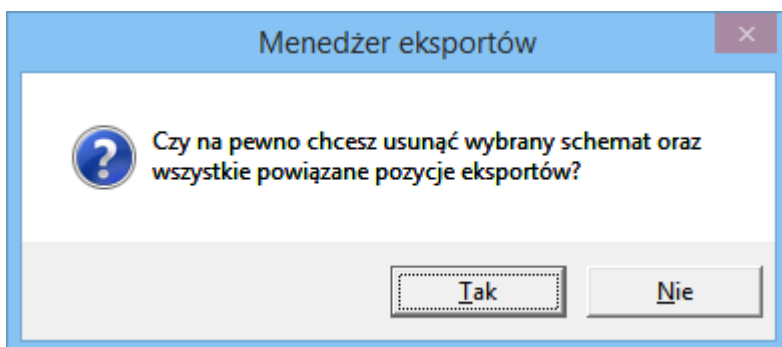 Menedżer eksportów
Czy na pewno chcesz usunąć wybrany schemat oraz
wszystkie powiązane pozycje eksportów?
Tak
Nie